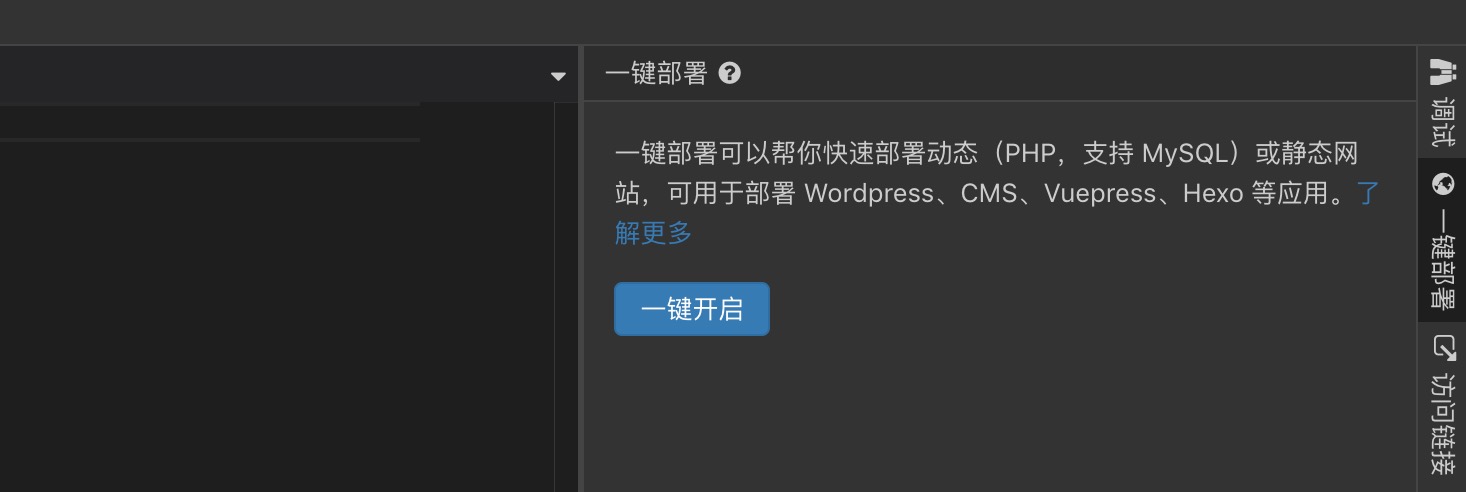 一键部署
一键部署可以帮你快速部署动态（PHP，支持 MySQL）或静态网
站，可用于部署 Wordpress、CMS、Vuepress、Hexo 等应用。了
解更多
一键开启
调试
一键部署
访问链接